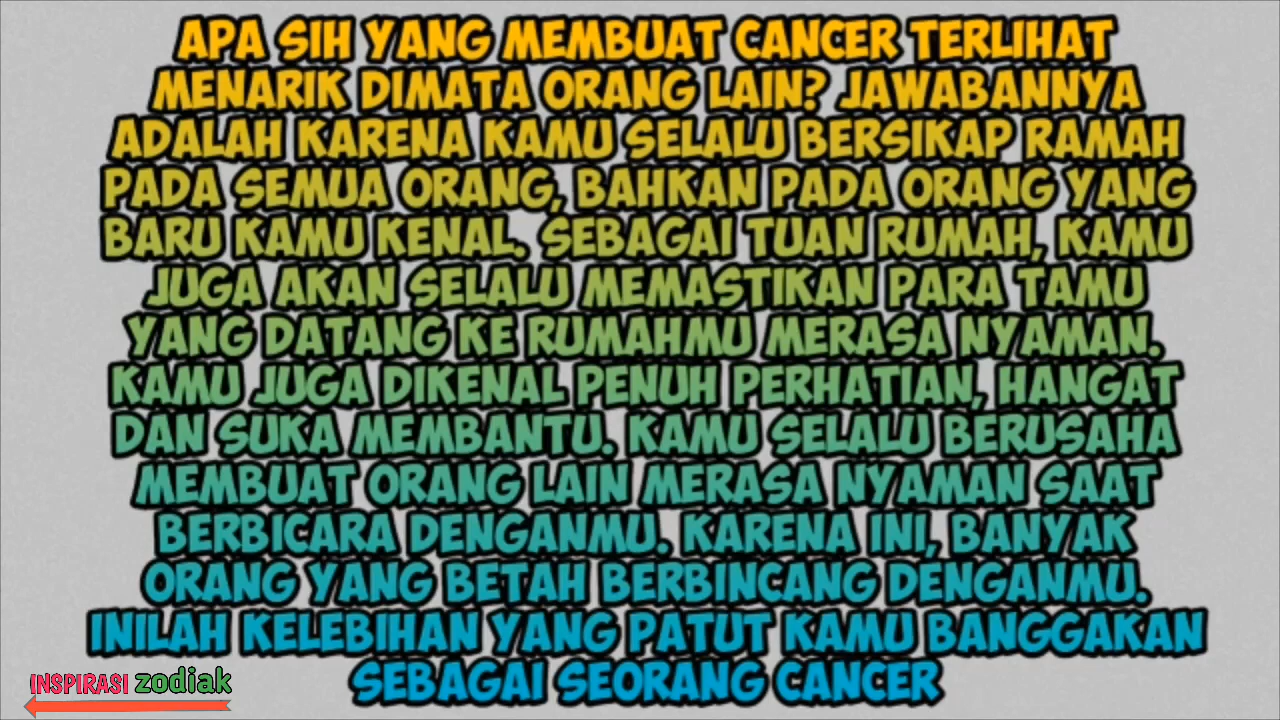 APA SIH YANG MEMBUAT CANCER TERLIHAT
MENARIK DIMATA ORANG LAIN? JAWABANNYA
ADALAH KARENA KAMU SELALU BERSIKAP RAMAH
PADA SEMUA ORANG, BAHKAN PADA ORANG YANG
BARU KAMU KENAL. SEBAGAI TUAN RUMAH, KAMU
JUGA AKAN SELALU MEMASTIKAN PARA TAMU
YANG DATANG KE RUMAHMU MERASA NYAMAN.
KAMU JUGA DIKENAL PENUH PERHATIAN, HANGAT
DAN SUKA MEMBANTU. KAMU SELALU BERUSAHA
MEMBUAT ORANG LAIN MERASA NYAMAN SAAT
BERBICARA DENGANMU. KARENA INI, BANYAK
ORANG YANG BETAH BERBINCANG DENGANMU.
INILAH KELEBIHAN YANG PATUT KAMU BANGGAKAN
SEBAGAI SEORANG CANCER
INSPIRASI zodiak